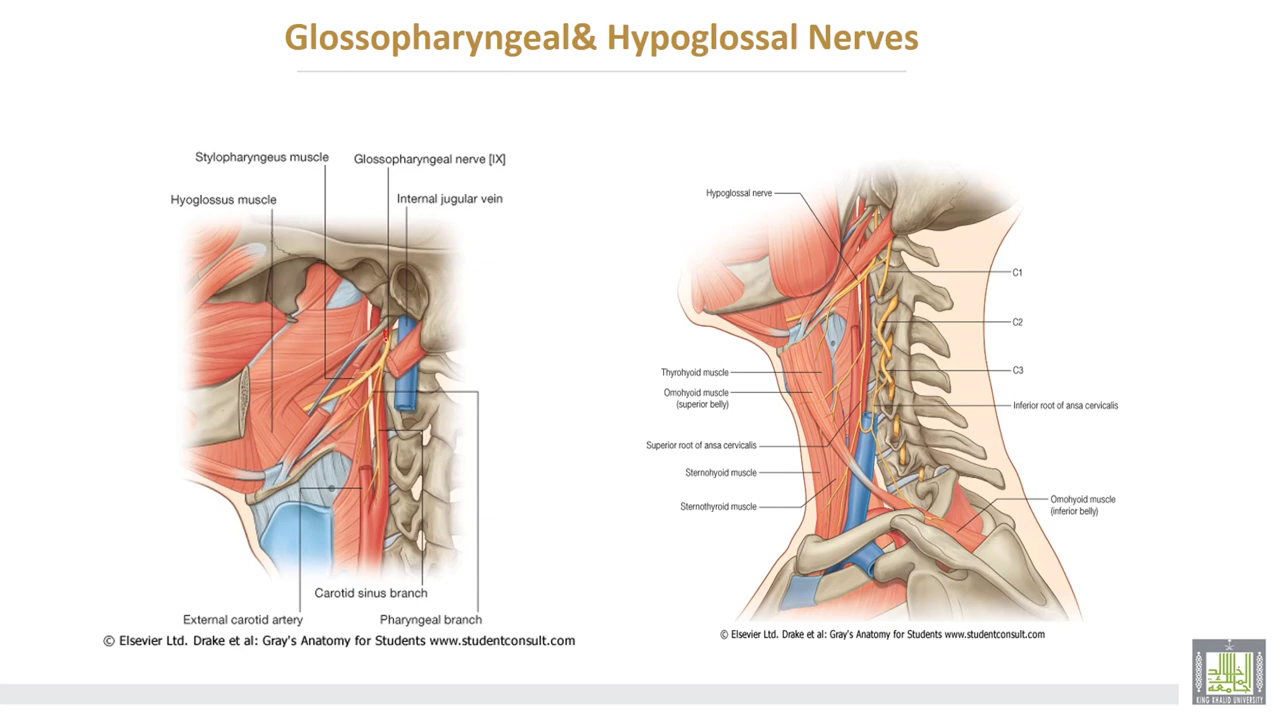 Glossopharyngeal& Hypoglossal Nerves
Stylopharyngeus muscle
Glossopharyngeal nerve [IX]
Hyoglossus muscle
Internal jugular vein
Carotid sinus branch
External carotid artery
Pharyngeal branch
© Elsevier Ltd. Drake et al: Gray's Anatomy for Students www.studentconsult.com
Hypoglossal nerve
C1
C2
C3
Thyrohyoid muscle
Omohyoid muscle
(superior belly)
Inferior root of ansa cervicalis
Superior root of ansa cervicalis
Sternohyoid muscle
Sternothyroid muscle
Omohyoid muscle
(inferior belly)
© Elsevier Ltd. Drake et al: Gray's Anatomy for Students www.studentconsult.com
KING KHALID UNIVERSITY